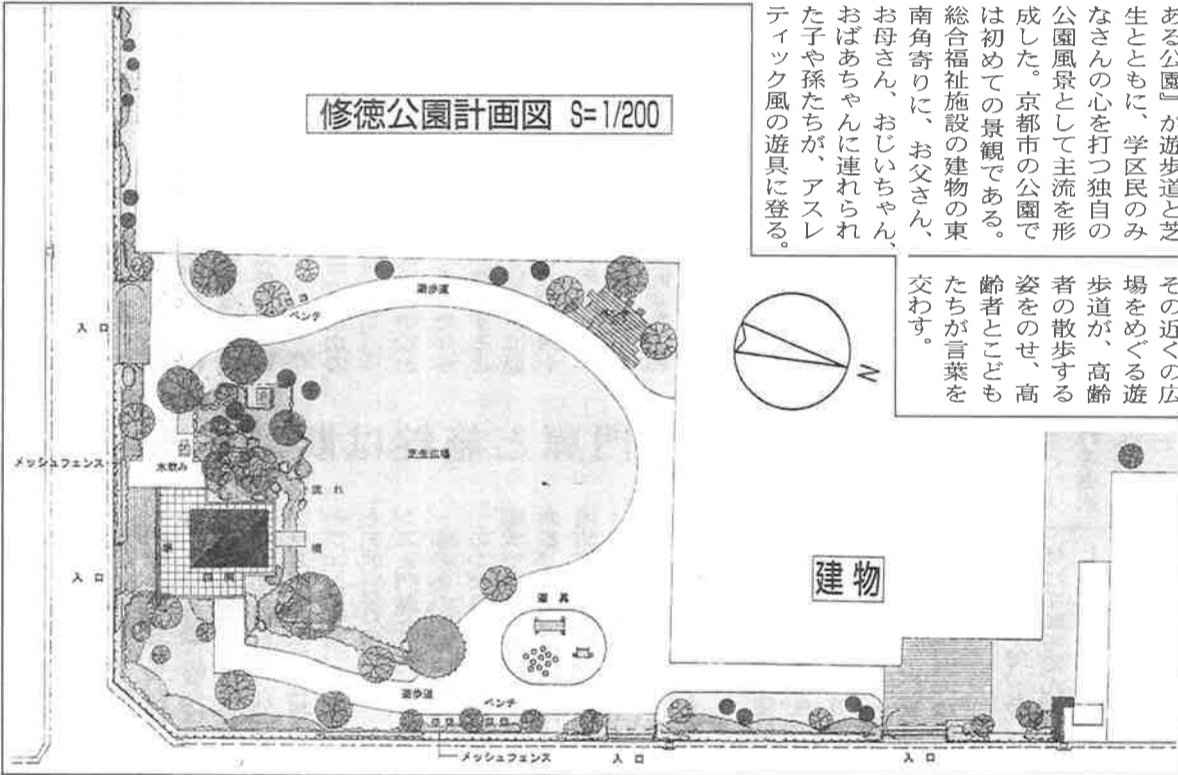 ある公園』が遊歩道と芝
生とともに、学区民のみ
なさんの心を打つ独自の
公園風景として主流を形
成した。京都市の公園で
は初めての景観である。
総合福祉施設の建物の東
南角寄りに、お父さん、
お母さん、おじいちゃん、
おばあちゃんに連れられ
た子や孫たちが、アスレ
ティック風の遊具に登る。
その近くの広
場をめぐる遊
歩道が、高齢
者の散歩する
姿をのせ、高
齢者とこども
たちが言葉を
交わす。
修徳公園計画図 S=1/200
N
遊歩道
ベンチ
入口
芝生広場
メッシュフェンス
水飲み
流れ
橋
入口
建物
遊具
遊歩道
ベンチ
メッシュフェンス
入口
入口